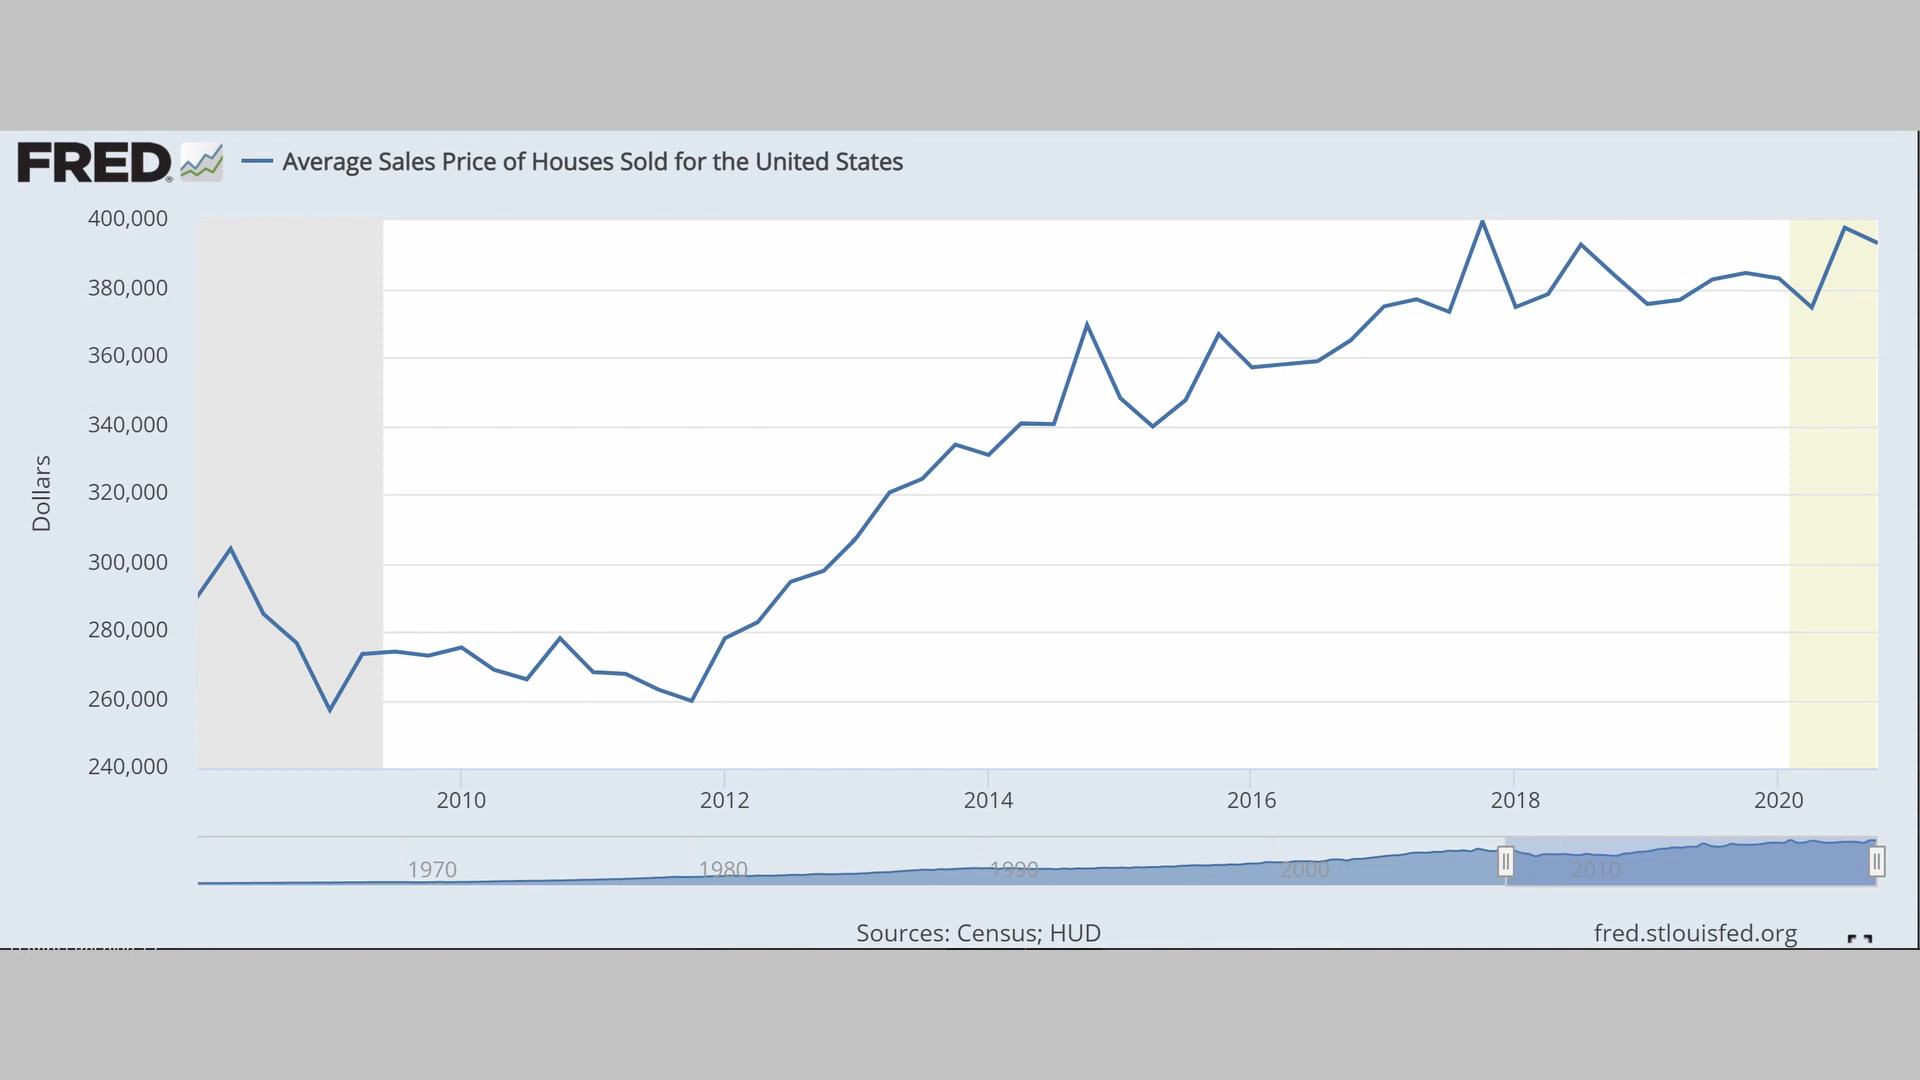 FRED® Average Sales Price of Houses Sold for the United States
400,000
380,000
360,000
340,000
320,000
300,000
280,000
260,000
240,000
Dollars
2010 2012 2014 2016 2018 2020
1970 1980 1990 2000 2010
Sources: Census; HUD
fred.stlouisfed.org